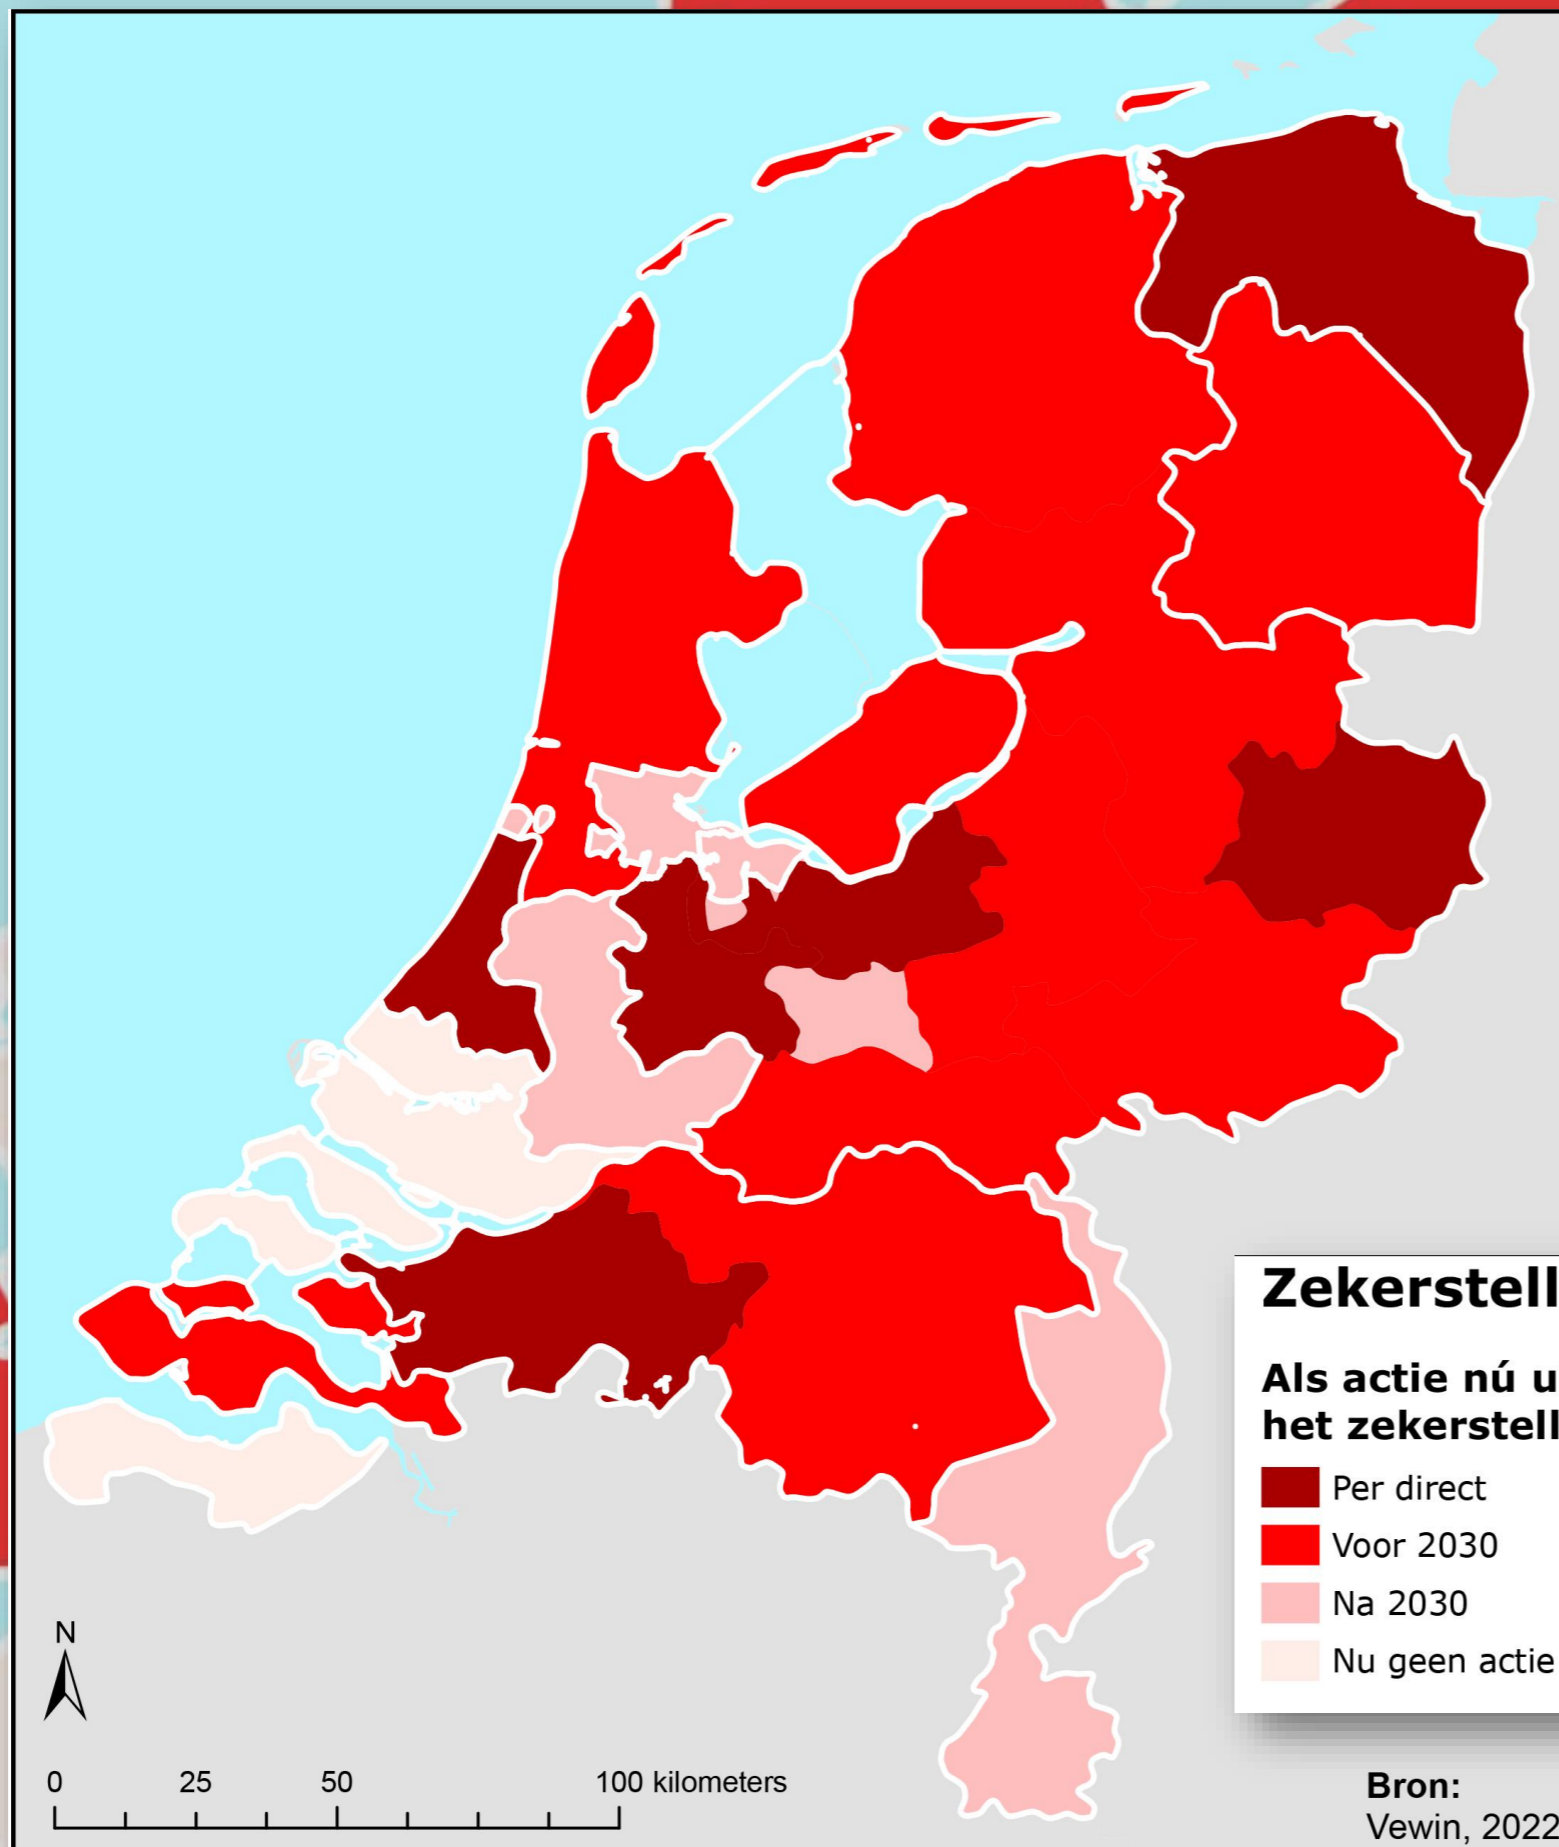 Zekerstell
Als actie nú u
het zekerstell
Per direct
Voor 2030
Na 2030
Nu geen actie
N
0 25 50 100 kilometers
Bron:
Vewin, 2022